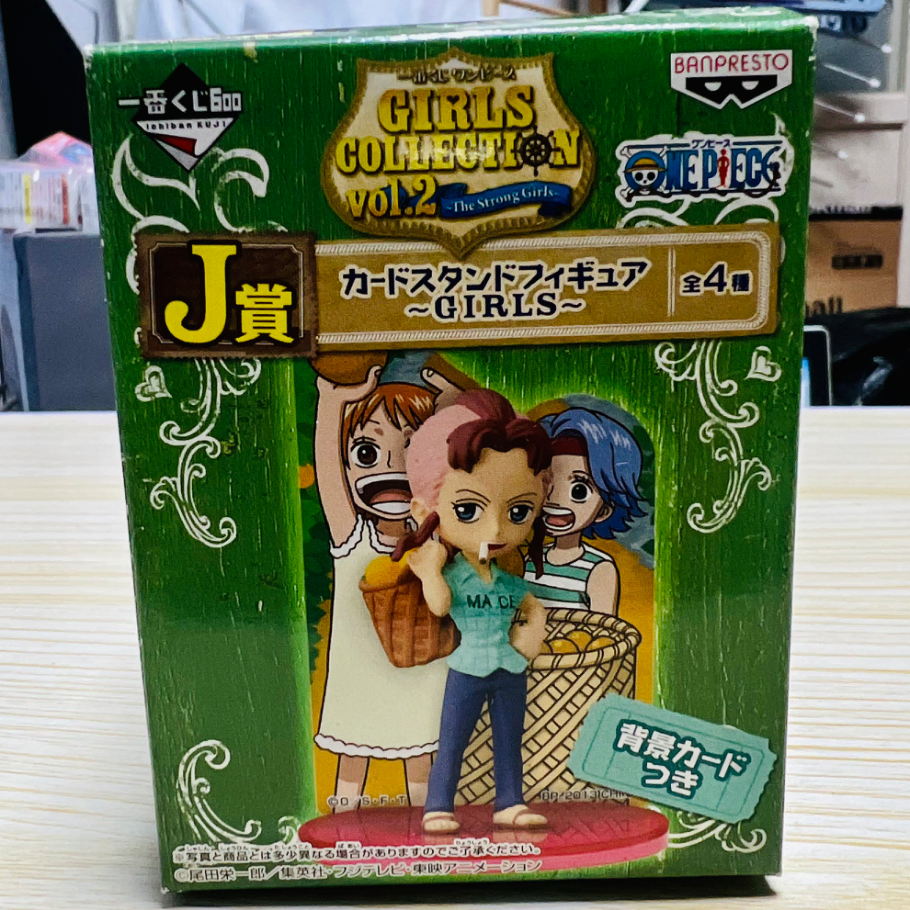 一番くじ600
Ichiban KUJI
一番くじ ワンピース
GIRLS
COLLECTION
vol.2
~The Strong Girls~
BANPRESTO
ワンピース
ONE PIECE
J賞
カードスタンドフィギュア
～GIRLS～
全4種
MA CE
背景カード
つき
©O/S・F・T
BP 2013 CHIN
※写真と商品とは多少異なる場合がありますのでご了承ください。
©尾田栄一郎／集英社・フジテレビ・東映アニメーション